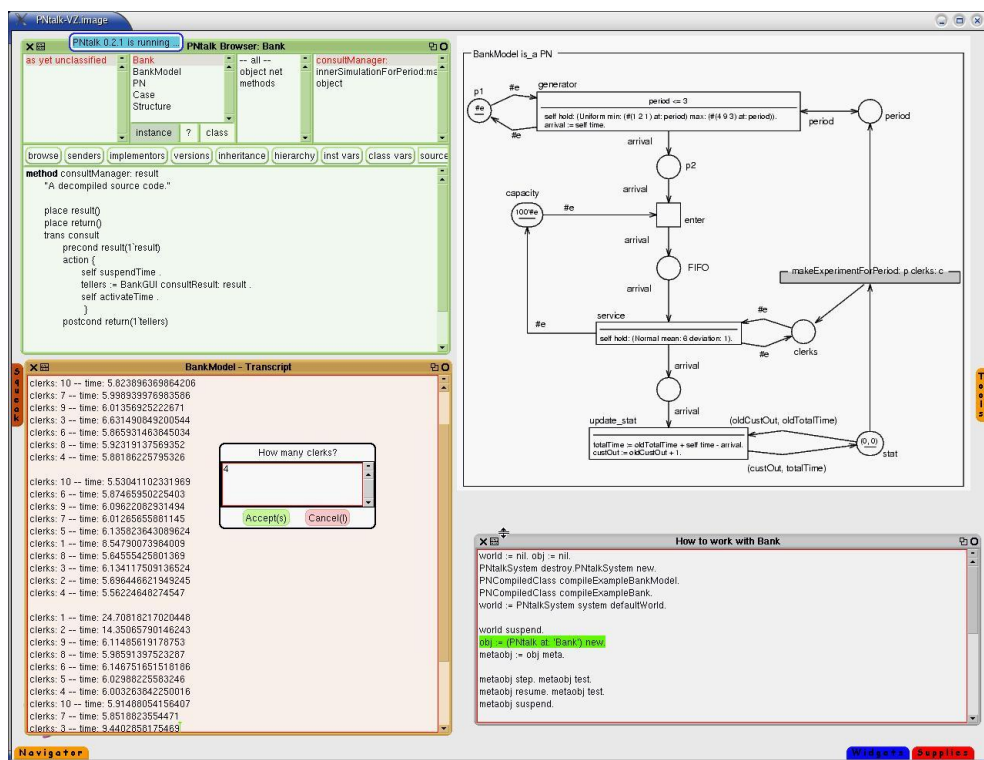 PNtalk-VZ.image
PNtalk 0.2.1 is running ...
PNtalk Browser: Bank
as yet unclassified
Bank
BankModel
PN
Case
Structure
instance ? class
-- all --
object net
methods
consultManager:
innerSimulationForPeriod:ma
object
browse senders implementors versions inheritance hierarchy inst vars class vars source
method consultManager: result
"A decompiled source code."
place result()
place return()
trans consult
precond result(1`result)
action {
self suspendTime .
tellers := BankGUI consultResult: result .
self activateTime .
}
postcond return(1`tellers)
BankModel is_a PN
p1
#e
#e
#e
generator
period <= 3
self hold: (Uniform min: (#(1 2 1) at: period) max: (#(4 9 3) at: period)).
arrival := self time.
period
period
arrival
p2
arrival
capacity
100'#e
#e
enter
arrival
FIFO
arrival
makeExperimentForPeriod: p clerks: c
service
self hold: (Normal mean: 6 deviation: 1).
#e
#e
#e
clerks
arrival
arrival
update_stat
totalTime := oldTotalTime + self time - arrival.
custOut := oldCustOut + 1.
(oldCustOut, oldTotalTime)
(0, 0)
stat
(custOut, totalTime)
Squeak
Tools
BankModel - Transcript
clerks: 10 -- time: 5.823896369864206
clerks: 7 -- time: 5.998939976983586
clerks: 9 -- time: 6.01356925222671
clerks: 3 -- time: 6.631490849200544
clerks: 6 -- time: 5.865931463845034
clerks: 8 -- time: 5.92319137569352
clerks: 4 -- time: 5.88186225795326
clerks: 10 -- time: 5.53041102331969
clerks: 6 -- time: 5.87465950225403
clerks: 9 -- time: 6.09622082931494
clerks: 7 -- time: 6.01265655881145
clerks: 5 -- time: 6.135823643089624
clerks: 1 -- time: 8.54790073984009
clerks: 8 -- time: 5.64555425801369
clerks: 3 -- time: 6.134117509136524
clerks: 2 -- time: 5.696446621949245
clerks: 4 -- time: 5.56224648274547
clerks: 1 -- time: 24.70818217020448
clerks: 2 -- time: 14.35065790146243
clerks: 9 -- time: 6.11485619178753
clerks: 8 -- time: 5.98591397523287
clerks: 6 -- time: 6.146751651518186
clerks: 5 -- time: 6.02988225583246
clerks: 4 -- time: 6.003263842250016
clerks: 10 -- time: 5.91488054156407
clerks: 7 -- time: 5.8518823554471
clerks: 3 -- time: 9.4402858175469
How many clerks?
4
Accept(s) Cancel(l)
How to work with Bank
world := nil. obj := nil.
PNtalkSystem destroy.PNtalkSystem new.
PNCompiledClass compileExampleBankModel.
PNCompiledClass compileExampleBank.
world := PNtalkSystem system defaultWorld.
world suspend.
obj := (PNtalk at: 'Bank') new.
metaobj := obj meta.
metaobj step. metaobj test.
metaobj resume. metaobj test.
metaobj suspend.
Navigator
Widgets
Supplies